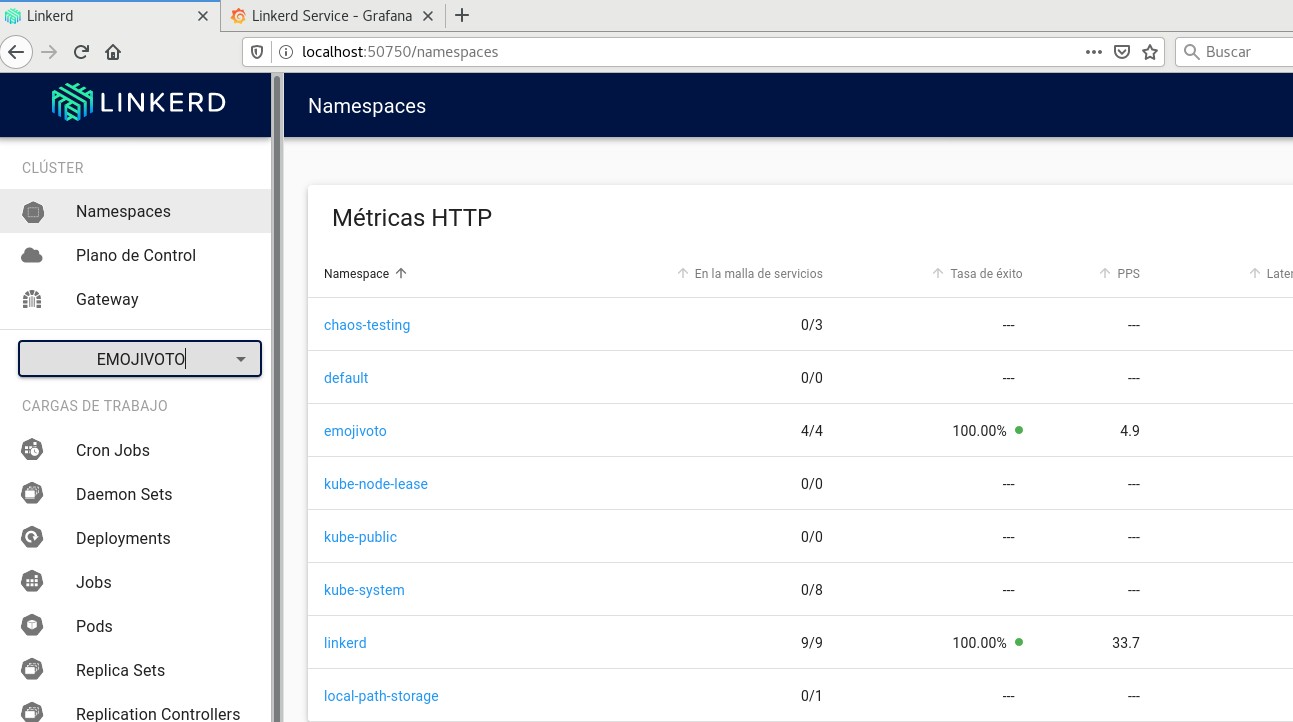 Linkerd
Linkerd Service - Grafana
localhost:50750/namespaces
Buscar
LINKERD
Namespaces
CLÚSTER
Namespaces
Plano de Control
Gateway
EMOJIVOTO
CARGAS DE TRABAJO
Cron Jobs
Daemon Sets
Deployments
Jobs
Pods
Replica Sets
Replication Controllers
Métricas HTTP
Namespace En la malla de servicios Tasa de éxito PPS Later
chaos-testing 0/3 --- ---
default 0/0 --- ---
emojivoto 4/4 100.00% 4.9
kube-node-lease 0/0 --- ---
kube-public 0/0 --- ---
kube-system 0/8 --- ---
linkerd 9/9 100.00% 33.7
local-path-storage 0/1 --- ---